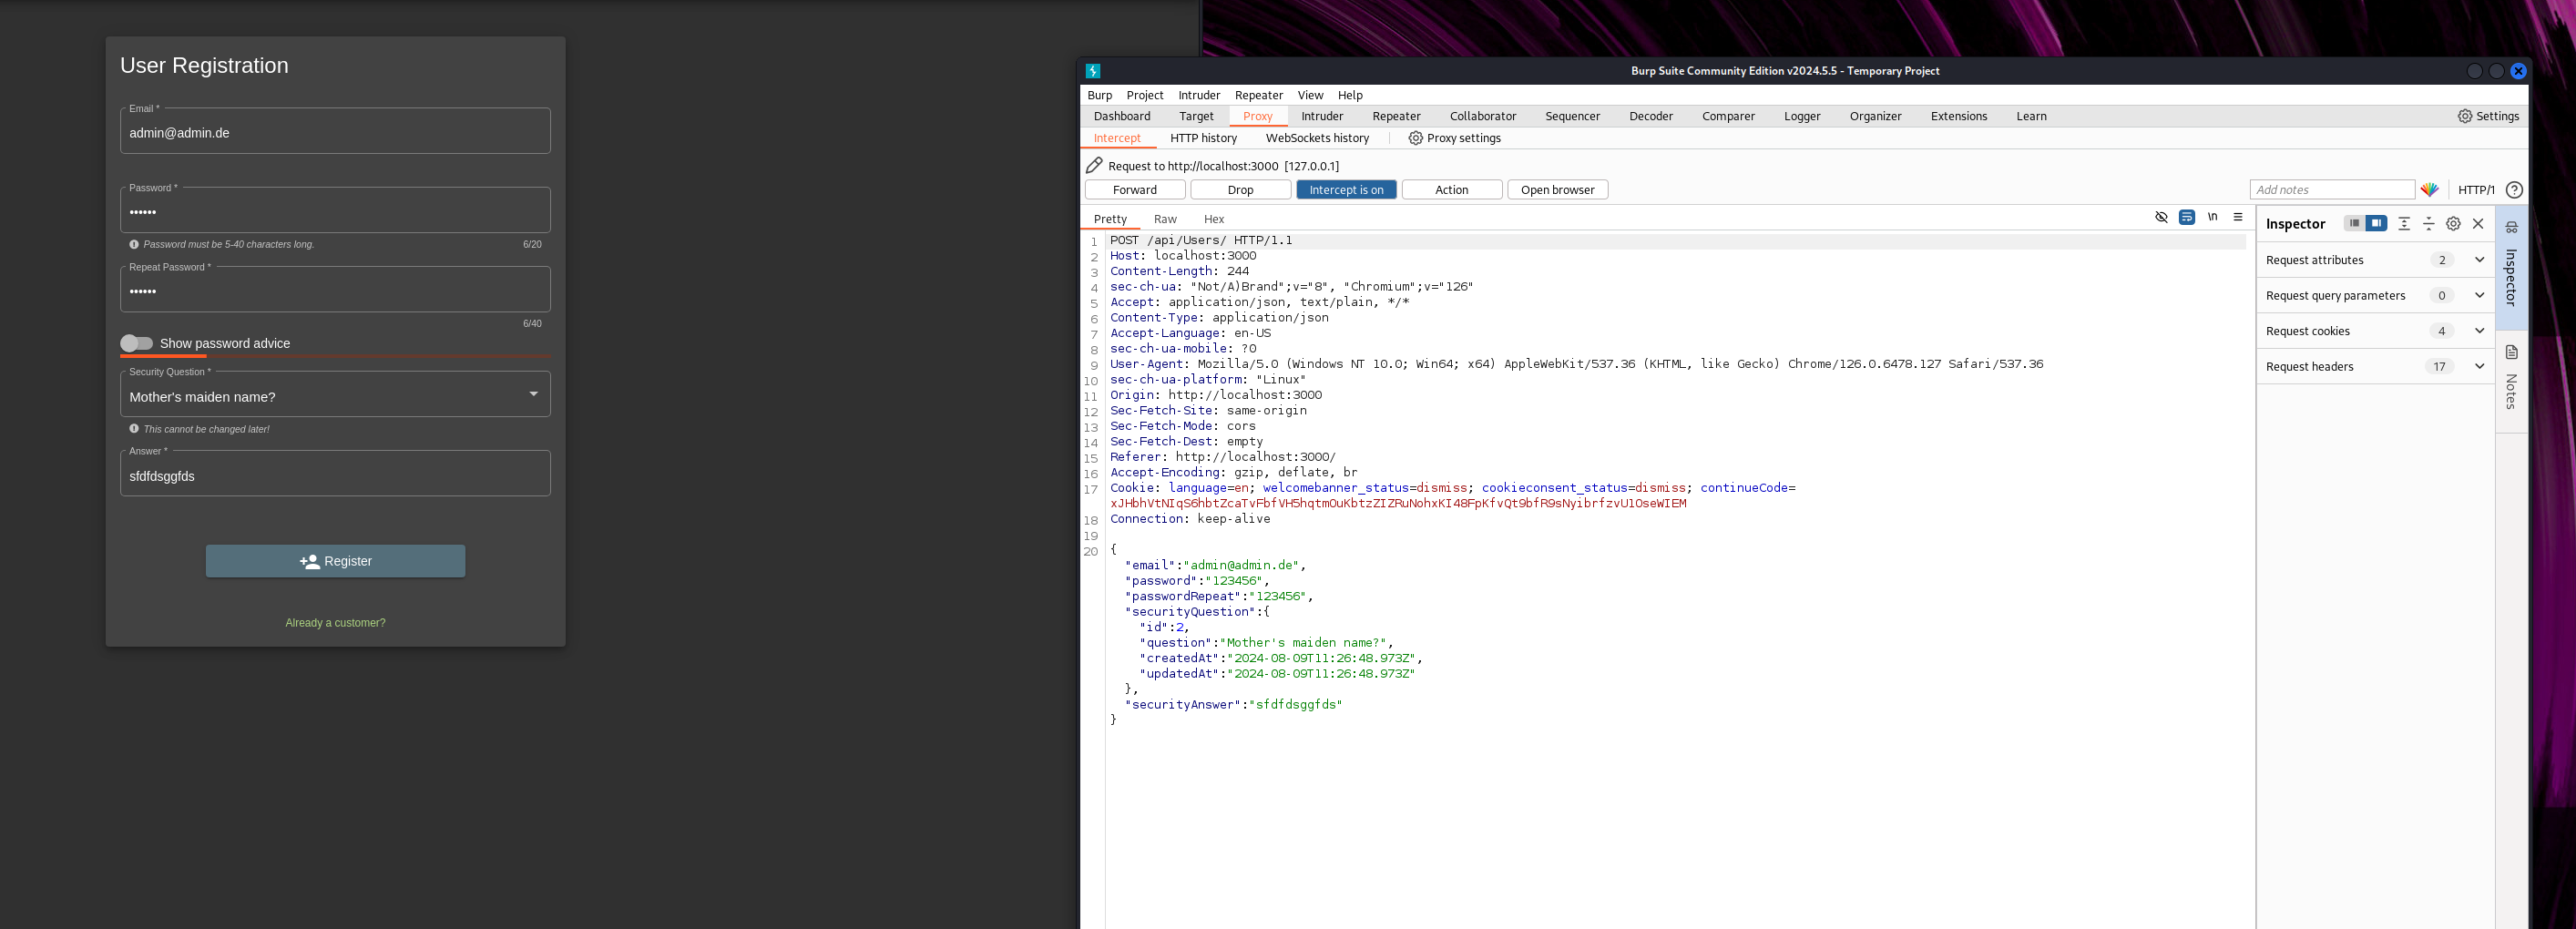 User Registration
Email *
admin@admin.de
Password *
••••••
Password must be 5-40 characters long.
6/20
Repeat Password *
••••••
6/40
Show password advice
Security Question *
Mother's maiden name?
This cannot be changed later!
Answer *
sfdfdsggfds
Register
Already a customer?
Burp Suite Community Edition v2024.5.5 - Temporary Project
Burp Project Intruder Repeater View Help
Dashboard Target Proxy Intruder Repeater Collaborator Sequencer Decoder Comparer Logger Organizer Extensions Learn Settings
Intercept HTTP history WebSockets history Proxy settings
Request to http://localhost:3000 [127.0.0.1]
Forward Drop Intercept is on Action Open browser Add notes HTTP/1
Pretty Raw Hex \n
1 POST /api/Users/ HTTP/1.1
2 Host: localhost:3000
3 Content-Length: 244
4 sec-ch-ua: "Not/A)Brand";v="8", "Chromium";v="126"
5 Accept: application/json, text/plain, */*
6 Content-Type: application/json
7 Accept-Language: en-US
8 sec-ch-ua-mobile: ?0
9 User-Agent: Mozilla/5.0 (Windows NT 10.0; Win64; x64) AppleWebKit/537.36 (KHTML, like Gecko) Chrome/126.0.6478.127 Safari/537.36
10 sec-ch-ua-platform: "Linux"
11 Origin: http://localhost:3000
12 Sec-Fetch-Site: same-origin
13 Sec-Fetch-Mode: cors
14 Sec-Fetch-Dest: empty
15 Referer: http://localhost:3000/
16 Accept-Encoding: gzip, deflate, br
17 Cookie: language=en; welcomebanner_status=dismiss; cookieconsent_status=dismiss; continueCode=
xJHbhVtNIqS6hbtZcaTvFbfVH5hqtmOuKbtzZIZRuNohxKI48FpKfvQt9bfR9sNyibrfzvU1OseWIEM
18 Connection: keep-alive
19
20 {
"email":"admin@admin.de",
"password":"123456",
"passwordRepeat":"123456",
"securityQuestion":{
"id":2,
"question":"Mother's maiden name?",
"createdAt":"2024-08-09T11:26:48.973Z",
"updatedAt":"2024-08-09T11:26:48.973Z"
},
"securityAnswer":"sfdfdsggfds"
}
Inspector
Request attributes 2
Request query parameters 0
Request cookies 4
Request headers 17
Inspector
Notes